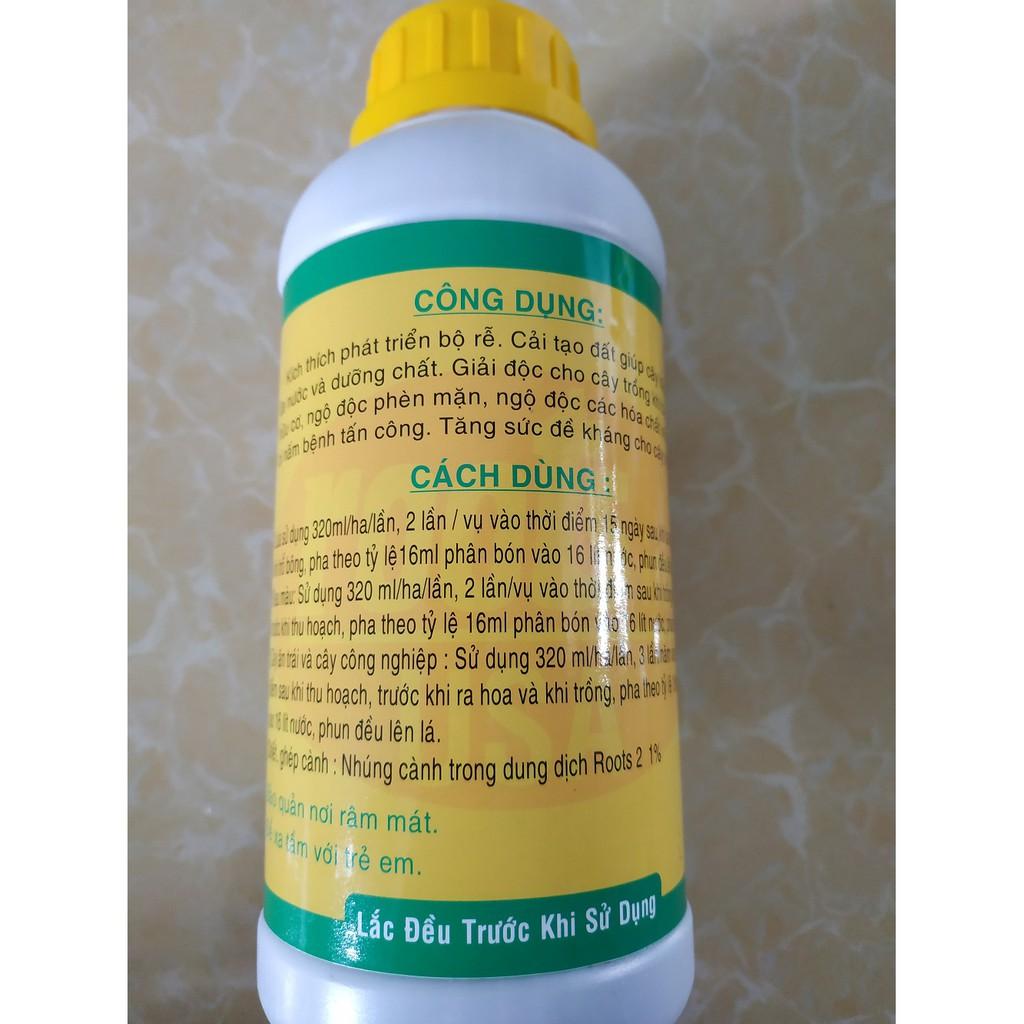 CÔNG DỤNG:
Kích thích phát triển bộ rễ. Cải tạo đất giúp cây
nước và dưỡng chất. Giải độc cho cây trồng
cơ, ngộ độc phèn mặn, ngộ độc các hóa
nấm bệnh tấn công. Tăng sức đề kháng cho
CÁCH DÙNG :
sử dụng 320ml/ha/lần, 2 lần / vụ vào thời điểm 15 ngày sau
bông, pha theo tỷ lệ 16ml phân bón vào 16 lít nước, phun
màu: Sử dụng 320 ml/ha/lần, 2 lần/vụ vào thời điểm sau khi
khi thu hoạch, pha theo tỷ lệ 16ml phân bón vào 16 lít nước,
ăn trái và cây công nghiệp : Sử dụng 320 ml/ha/lần, 3
sau khi thu hoạch, trước khi ra hoa và khi trồng, pha theo tỷ lệ
16 lít nước, phun đều lên lá.
ghép cành : Nhúng cành trong dung dịch Roots 2 1%
quản nơi râm mát.
xa tầm với trẻ em.
Lắc Đều Trước Khi Sử Dụng